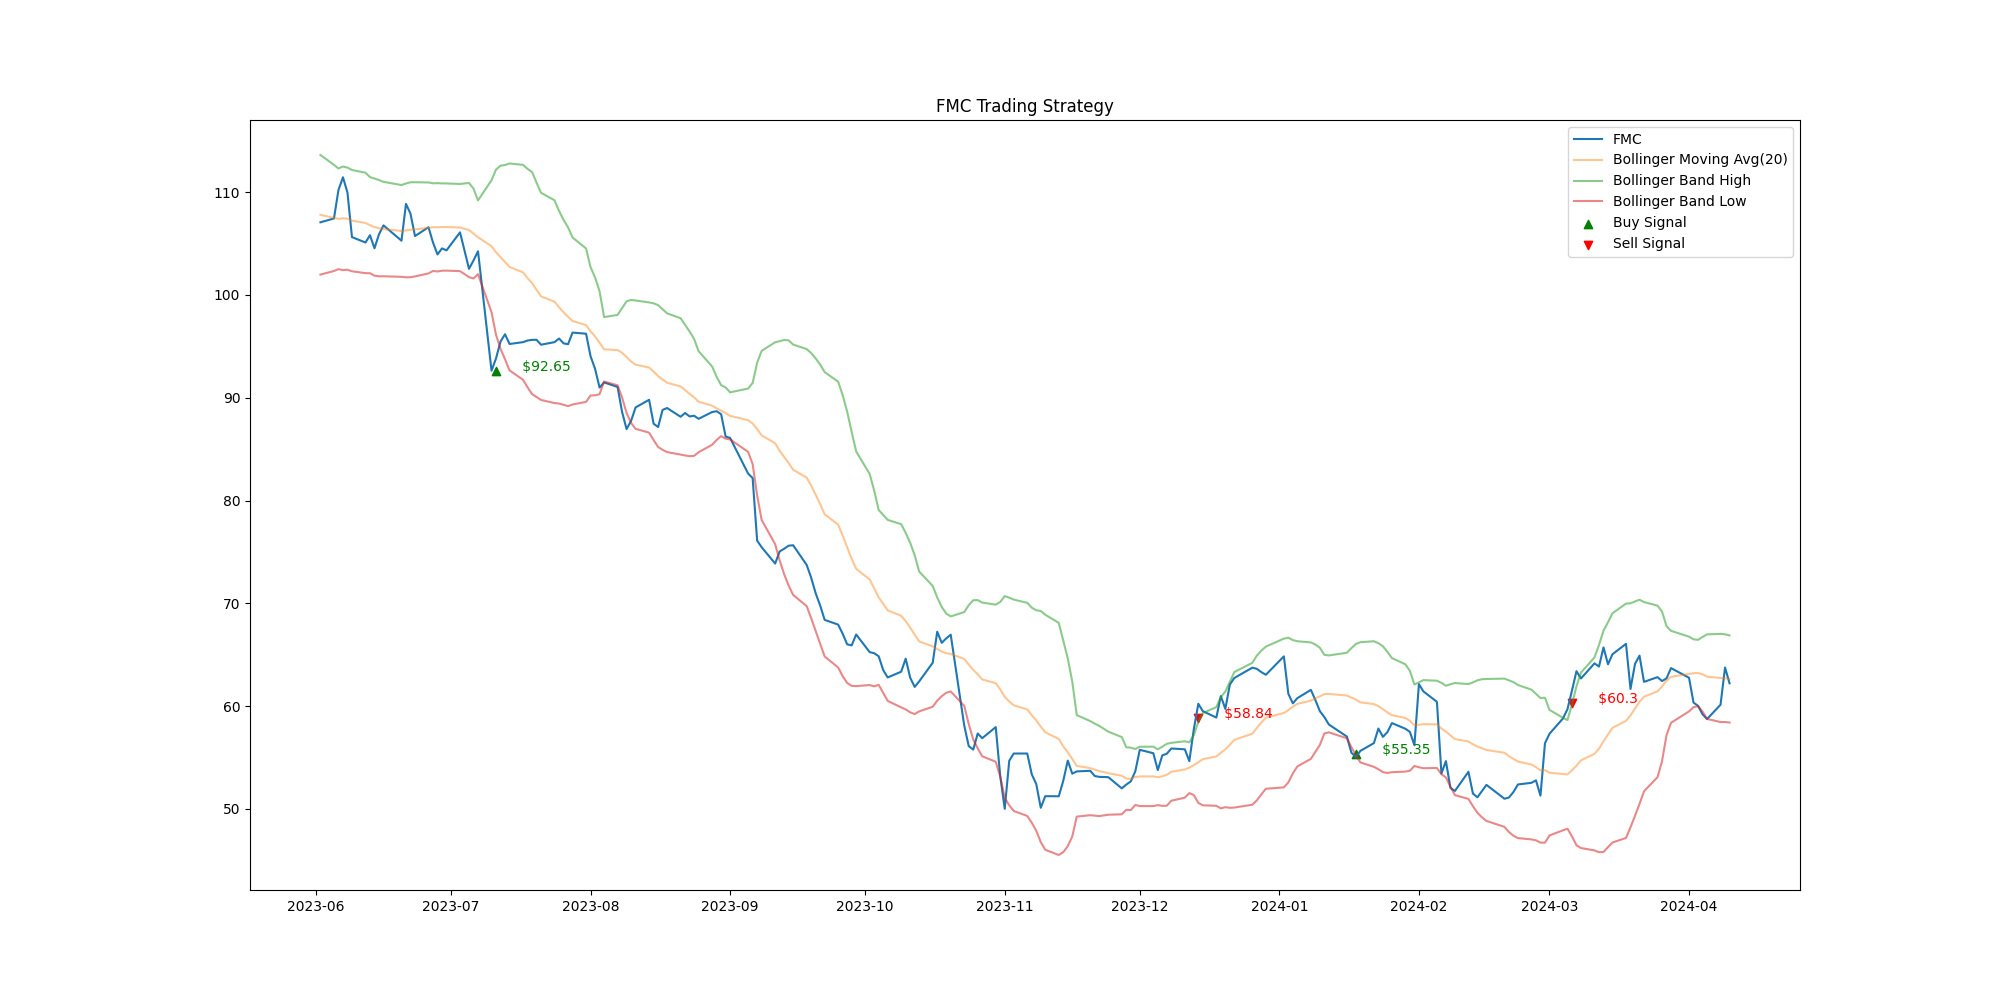 FMC Trading Strategy
FMC
Bollinger Moving Avg(20)
Bollinger Band High
Bollinger Band Low
Buy Signal
Sell Signal
110
100
90
80
70
60
50
$92.65
$58.84
$55.35
$60.3
2023-06 2023-07 2023-08 2023-09 2023-10 2023-11 2023-12 2024-01 2024-02 2024-03 2024-04